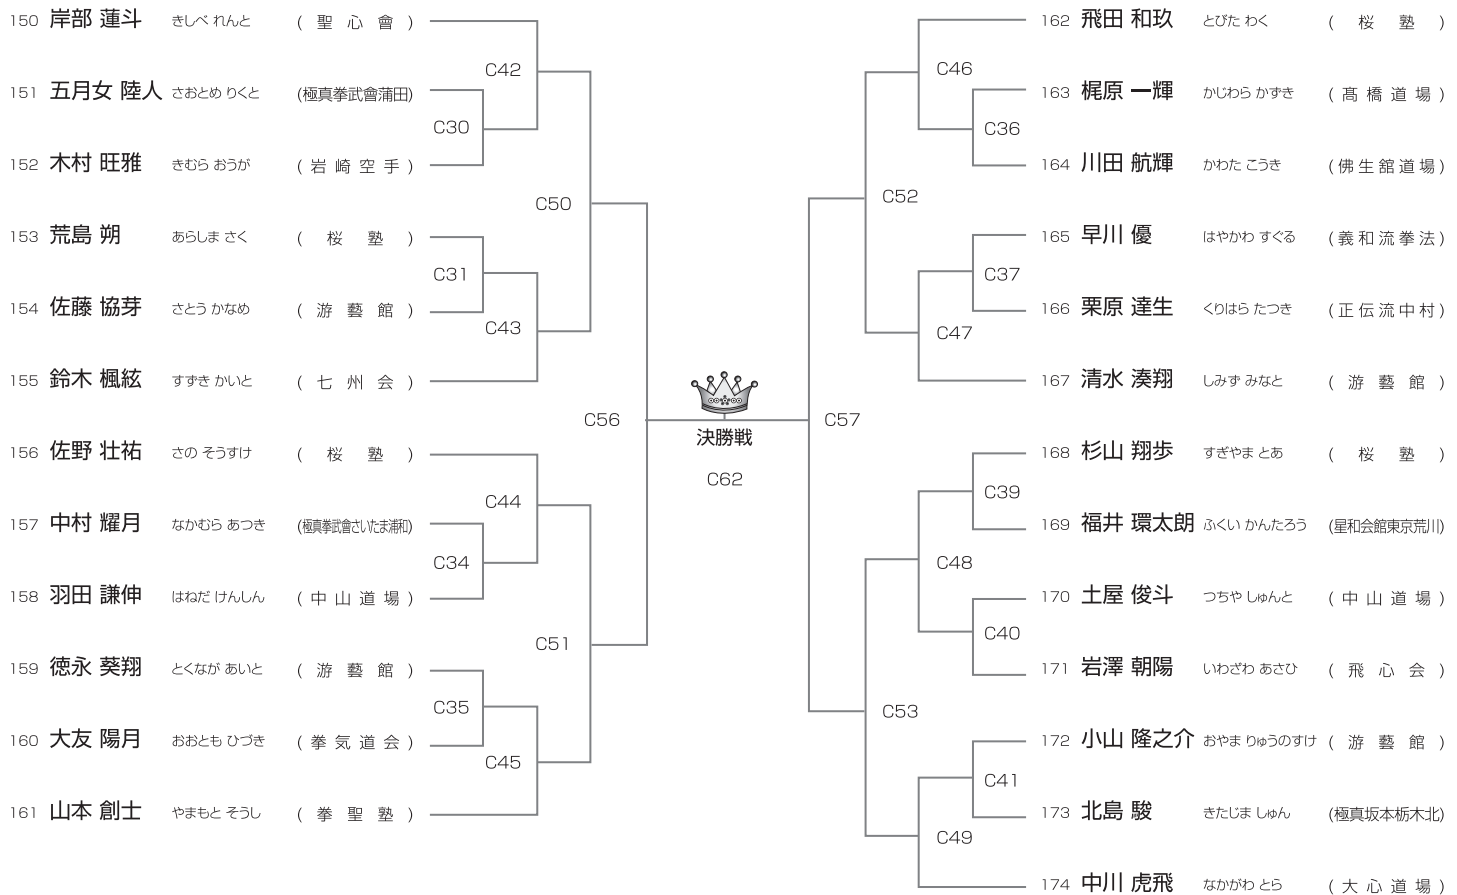 150 岸部 蓮斗 きしべ れんと (聖心會)
151 五月女 陸人 さおとめ りくと (極真拳武會蒲田)
152 木村 旺雅 きむら おうが (岩崎空手)
153 荒島 朔 あらしま さく (桜塾)
154 佐藤 協芽 さとう かなめ (游藝館)
155 鈴木 楓絃 すずき かいと (七州会)
156 佐野 壮祐 さの そうすけ (桜塾)
157 中村 耀月 なかむら あつき (極真拳武會さいたま浦和)
158 羽田 謙伸 はねだ けんしん (中山道場)
159 徳永 葵翔 とくなが あいと (游藝館)
160 大友 陽月 おおとも ひづき (拳気道会)
161 山本 創士 やまもと そうし (拳聖塾)
C42
C30
C50
C31
C43
C56
C44
C34
C51
C35
C45
決勝戦
C62
C46
C36
C52
C37
C47
C57
C39
C48
C40
C53
C41
C49
162 飛田 和玖 とびた わく (桜塾)
163 梶原 一輝 かじわら かずき (髙橋道場)
164 川田 航輝 かわた こうき (佛生舘道場)
165 早川 優 はやかわ すぐる (義和流拳法)
166 栗原 達生 くりはら たつき (正伝流中村)
167 清水 湊翔 しみず みなと (游藝館)
168 杉山 翔歩 すぎやま とあ (桜塾)
169 福井 環太朗 ふくい かんたろう (星和会館東京荒川)
170 土屋 俊斗 つちや しゅんと (中山道場)
171 岩澤 朝陽 いわざわ あさひ (飛心会)
172 小山 隆之介 おやま りゅうのすけ (游藝館)
173 北島 駿 きたじま しゅん (極真坂本栃木北)
174 中川 虎飛 なかがわ とら (大心道場)